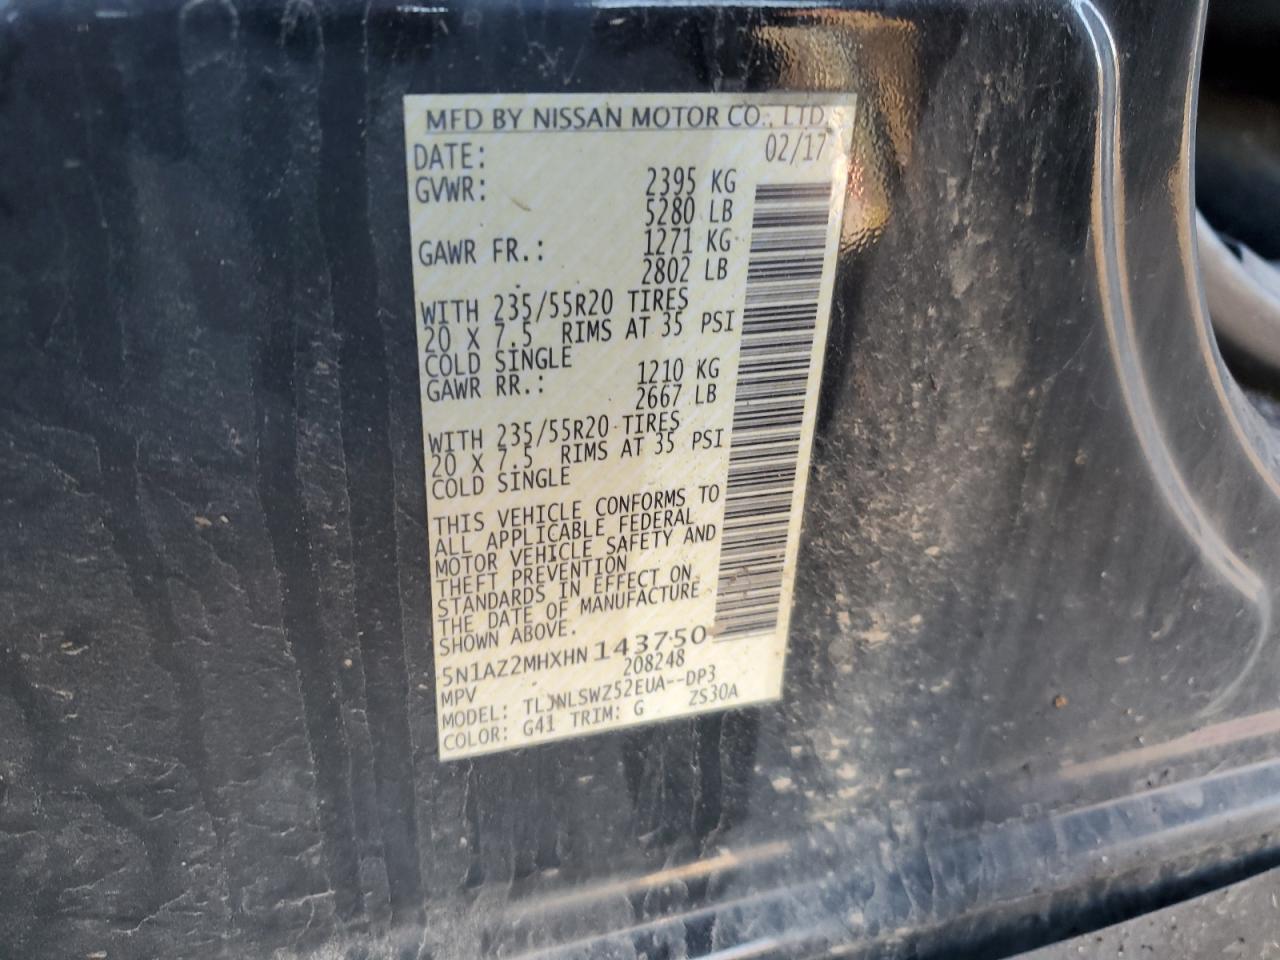 MFD BY NISSAN MOTOR CO., LTD.
DATE: 02/17
GVWR: 2395 KG
5280 LB
GAWR FR.: 1271 KG
2802 LB
WITH 235/55R20 TIRES
20 X 7.5 RIMS AT 35 PSI
COLD SINGLE
GAWR RR.: 1210 KG
2667 LB
WITH 235/55R20 TIRES
20 X 7.5 RIMS AT 35 PSI
COLD SINGLE
THIS VEHICLE CONFORMS TO
ALL APPLICABLE FEDERAL
MOTOR VEHICLE SAFETY AND
THEFT PREVENTION
STANDARDS IN EFFECT ON
THE DATE OF MANUFACTURE
SHOWN ABOVE.
5N1AZ2MHXHN143750
MPV 208248
MODEL: TLJNLSWZ52EUA--DP3
COLOR: G41 TRIM: G ZS30A